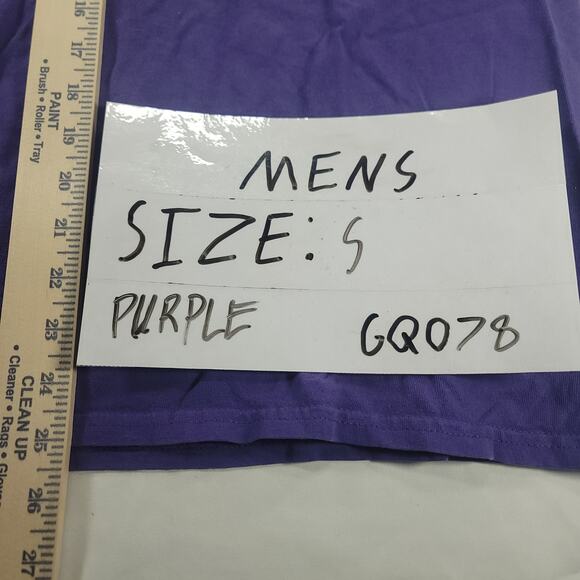 MENS
SIZE: S
PURPLE GQ078
16
17
18
19
20
21
22
23
24
25
26
27
PAINT
• Brush • Roller • Tray
CLEAN UP
• Cleaner • Rags •